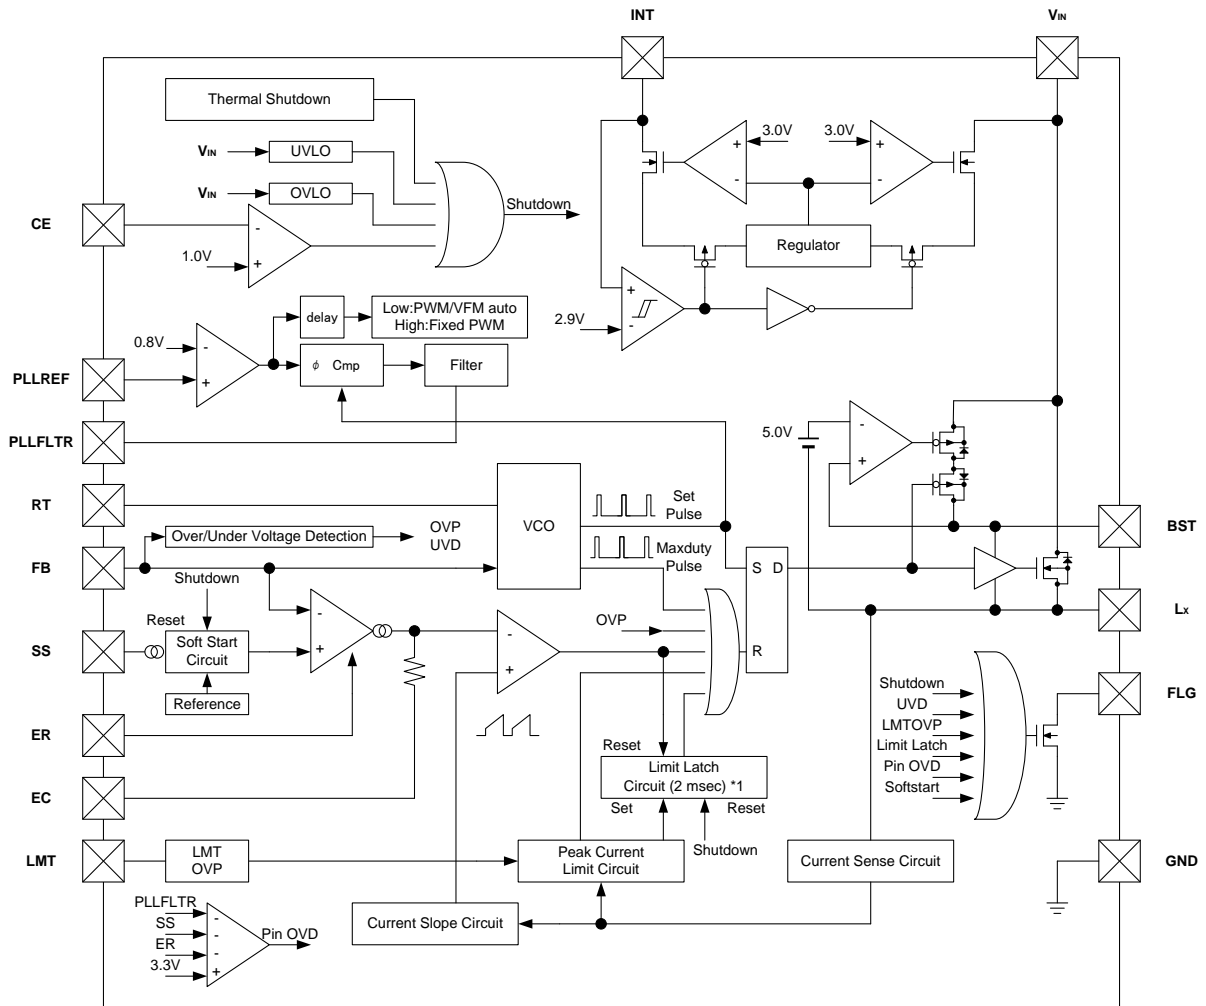 INT
VIN
Thermal Shutdown
VIN
UVLO
VIN
OVLO
CE
-
+
1.0V
Shutdown
3.0V
3.0V
+
-
+
-
Regulator
+
-
2.9V
delay
Low:PWM/VFM auto
High:Fixed PWM
0.8V
-
+
ϕ Cmp
Filter
PLLREF
PLLFLTR
5.0V
-
+
RT
VCO
Set
Pulse
BST
Over/Under Voltage Detection
OVP
UVD
Maxduty
Pulse
FB
S D
R
Shutdown
Reset
-
+
SS
Soft Start
Circuit
Reference
-
+
OVP
LX
ER
Shutdown
UVD
LMTOVP
Limit Latch
Pin OVD
Softstart
FLG
Reset
Limit Latch
Circuit (2 msec) *1
Set
Reset
Shutdown
EC
LMT
LMT
OVP
Peak Current
Limit Circuit
Current Sense Circuit
GND
Current Slope Circuit
PLLFLTR
SS
ER
3.3V
-
-
-
+
Pin OVD